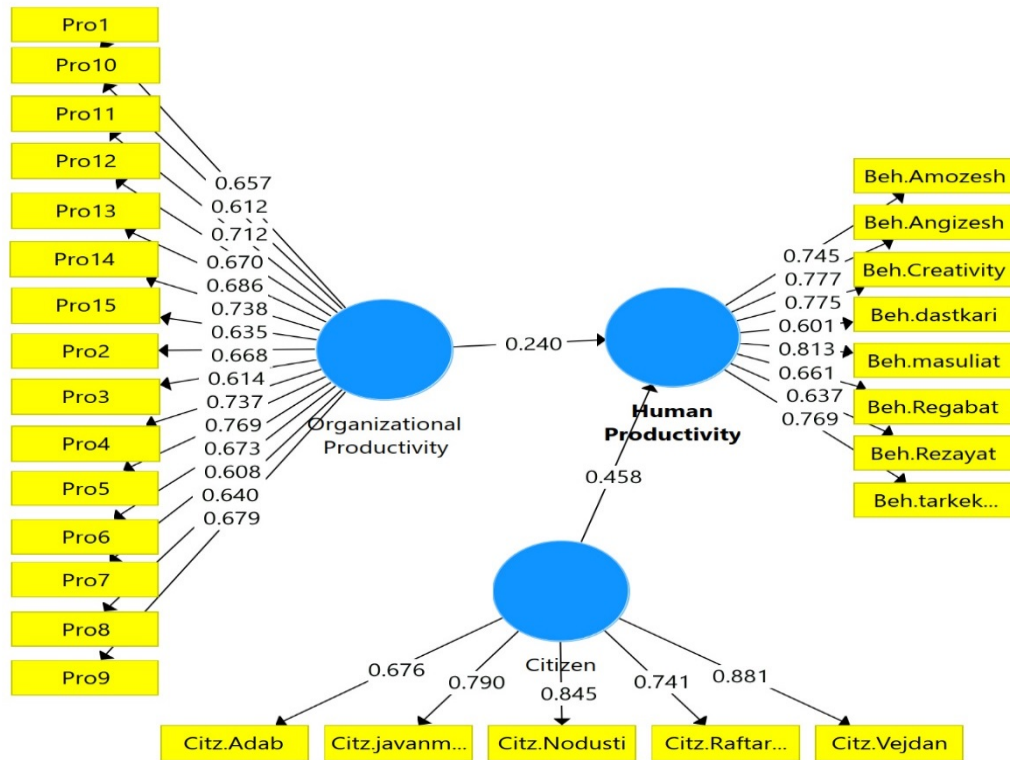 Pro1
Pro10
Pro11
Pro12
Pro13
Pro14
Pro15
Pro2
Pro3
Pro4
Pro5
Pro6
Pro7
Pro8
Pro9
0.657
0.612
0.712
0.670
0.686
0.738
0.635
0.668
0.614
0.737
0.769
0.673
0.608
0.640
0.679
Organizational
Productivity
0.240
Human
Productivity
0.458
0.745
0.777
0.775
0.601
0.813
0.661
0.637
0.769
Beh.Amozesh
Beh.Angizesh
Beh.Creativity
Beh.dastkari
Beh.masuliat
Beh.Regabat
Beh.Rezayat
Beh.tarkek...
Citizen
0.676
0.790
0.845
0.741
0.881
Citz.Adab
Citz.javanm...
Citz.Nodusti
Citz.Raftar...
Citz.Vejdan